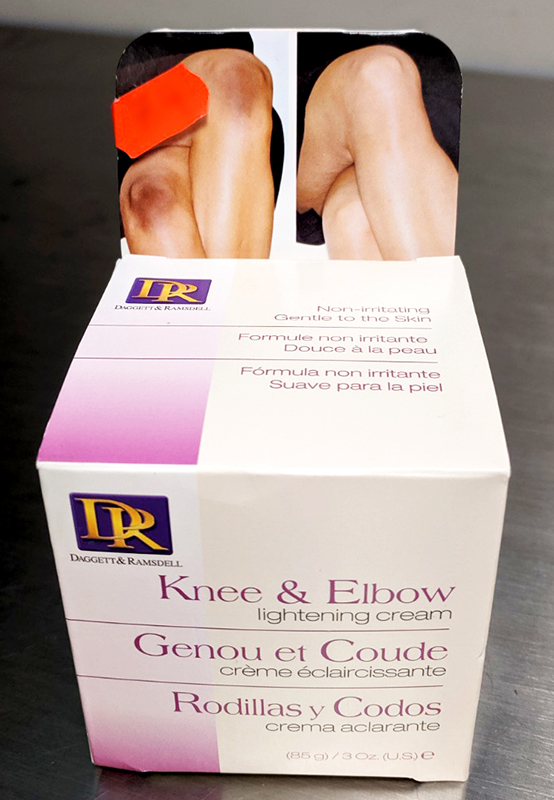 DR
DAGGETT & RAMSDELL
Non-irritating
Gentle to the Skin
Formule non irritante
Douce à la peau
Fórmula non irritante
Suave para la piel
DR
DAGGETT & RAMSDELL
Knee & Elbow
lightening cream
Genou et Coude
crème éclaircissante
Rodillas y Codos
crema aclarante
(85 g) / 3 Oz. (U.S.) ℮